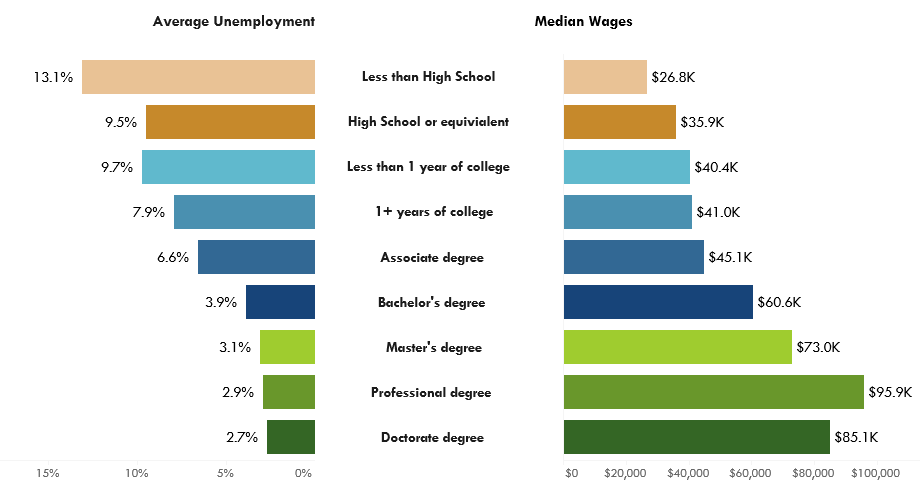 Average Unemployment Median Wages
13.1% Less than High School $26.8K
9.5% High School or equivialent $35.9K
9.7% Less than 1 year of college $40.4K
7.9% 1+ years of college $41.0K
6.6% Associate degree $45.1K
3.9% Bachelor's degree $60.6K
3.1% Master's degree $73.0K
2.9% Professional degree $95.9K
2.7% Doctorate degree $85.1K
15% 10% 5% 0% $0 $20,000 $40,000 $60,000 $80,000 $100,000